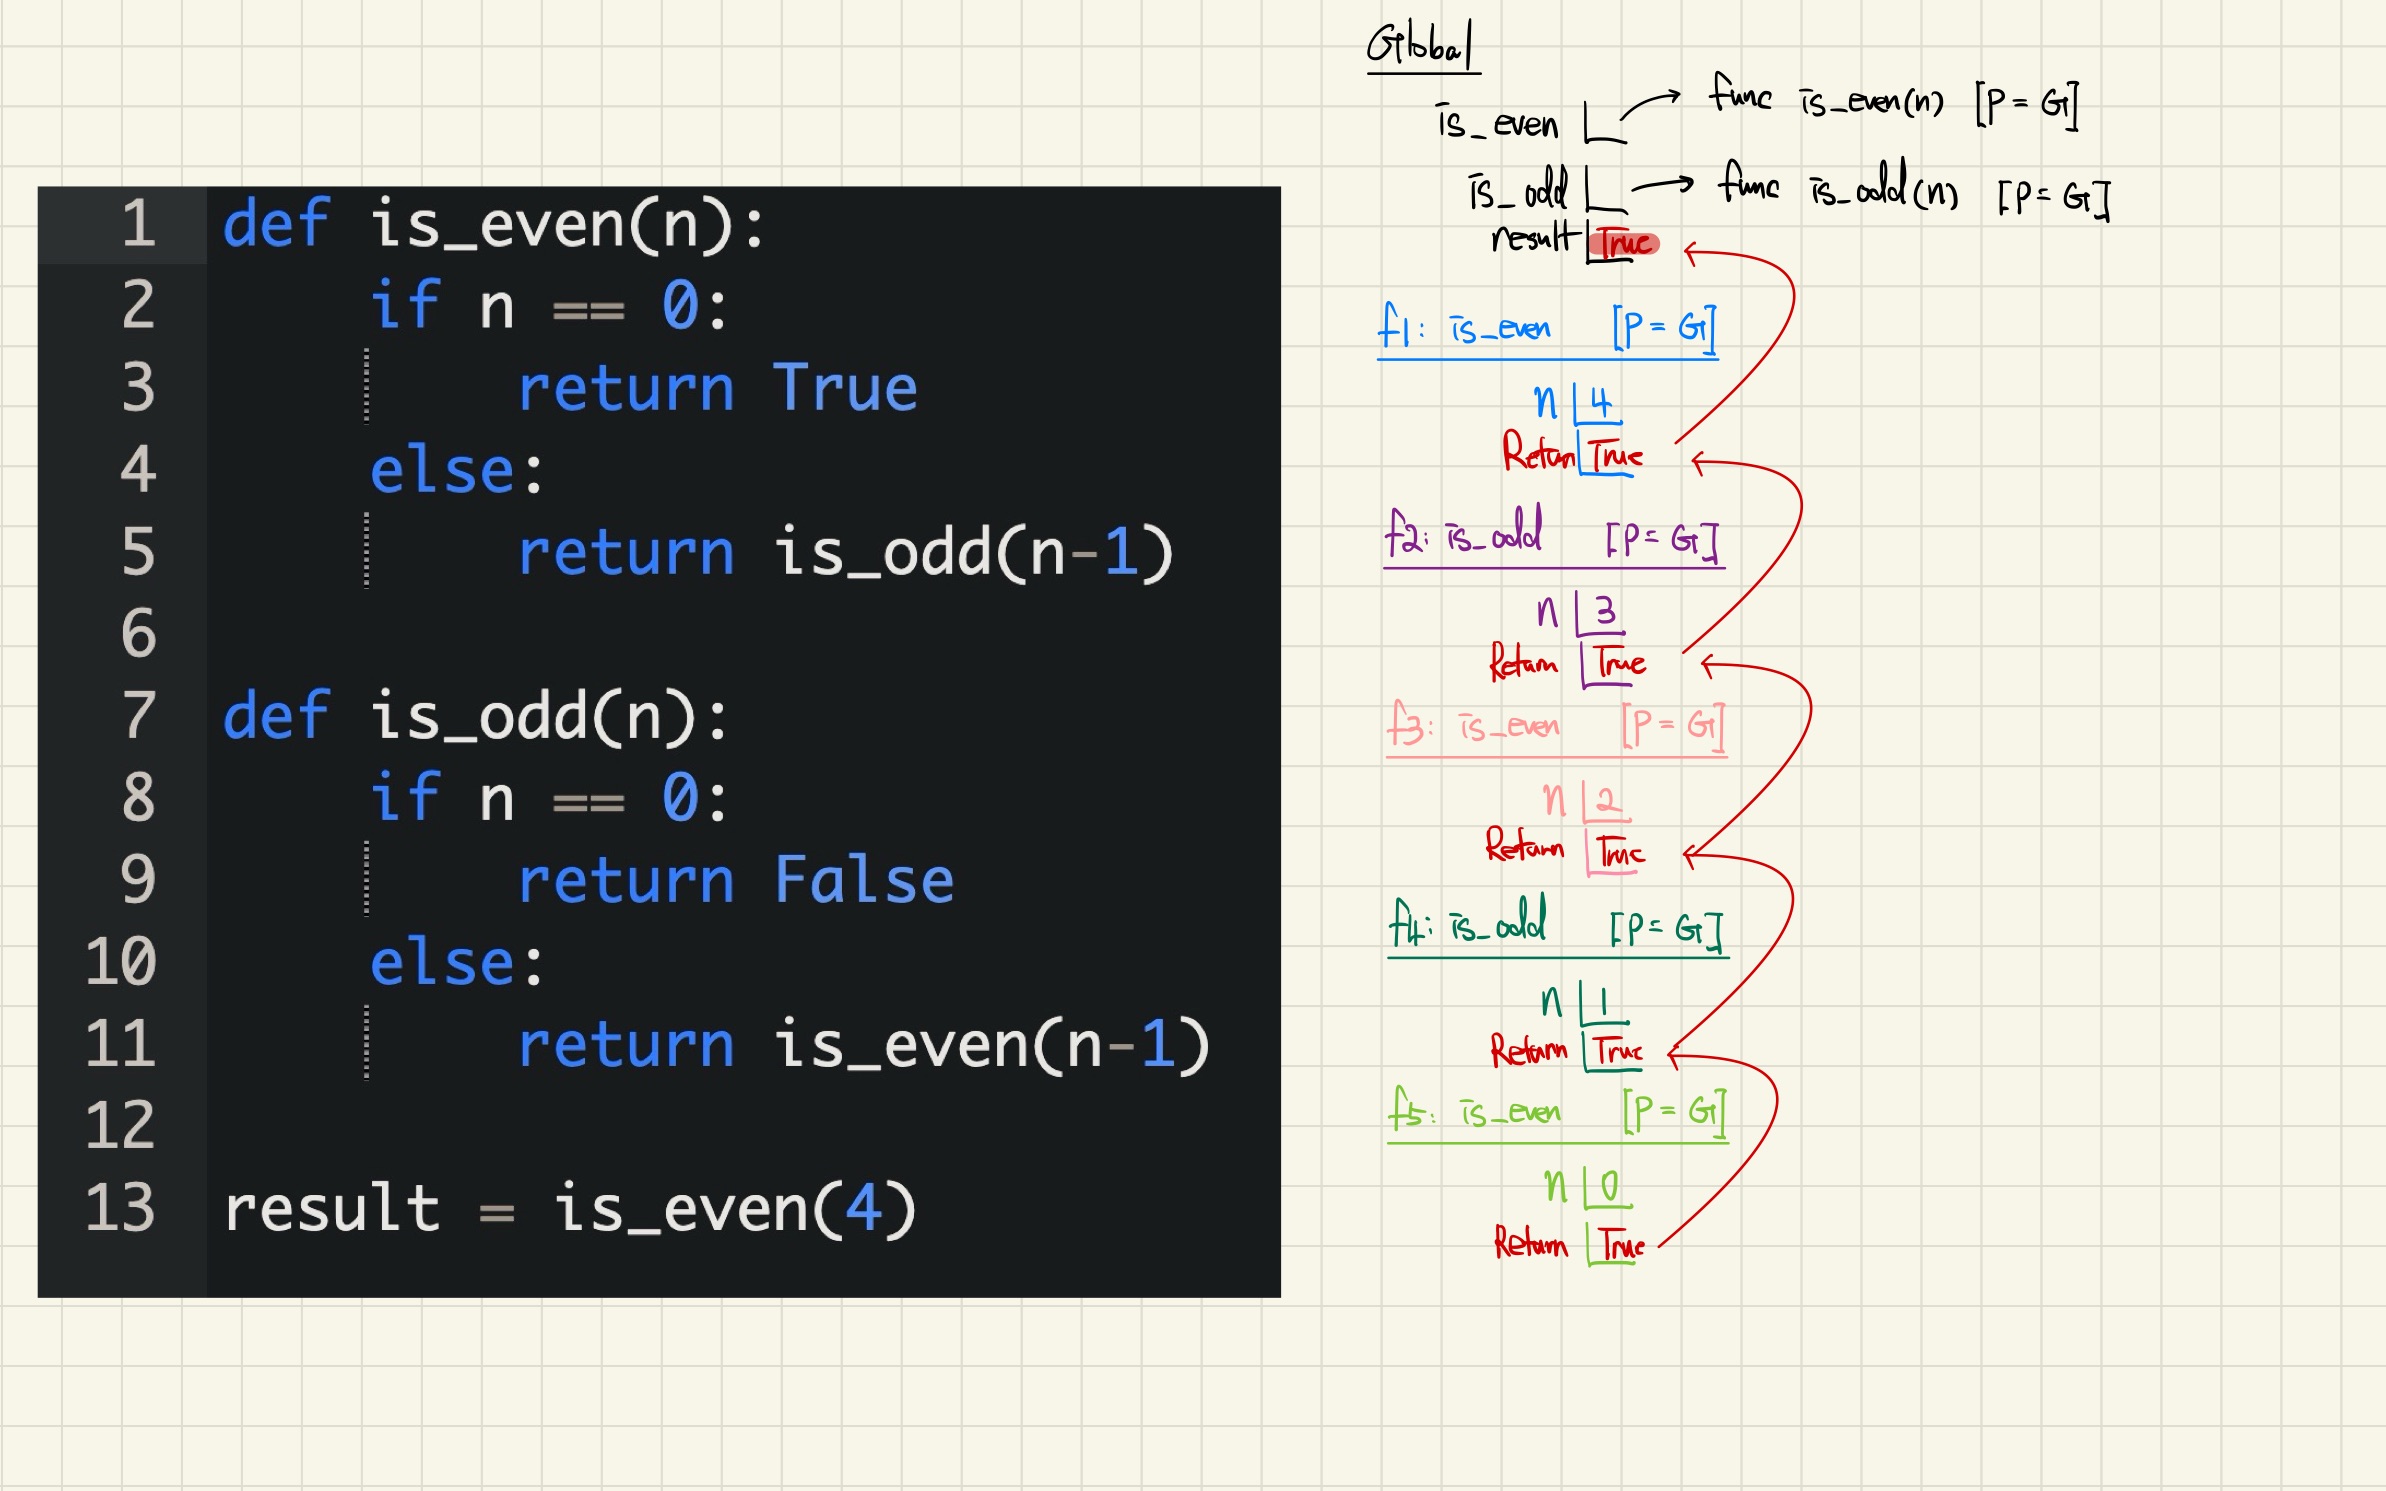 1 def is_even(n):
2 if n == 0:
3 return True
4 else:
5 return is_odd(n-1)
6
7 def is_odd(n):
8 if n == 0:
9 return False
10 else:
11 return is_even(n-1)
12
13 result = is_even(4)
Global
is_even func is_even(n) [P = G]
is_odd func is_odd(n) [P = G]
result True
f1: is_even [P = G]
n 4
Return True
f2: is_odd [P = G]
n 3
Return True
f3: is_even [P = G]
n 2
Return True
f4: is_odd [P = G]
n 1
Return True
f5: is_even [P = G]
n 0
Return True